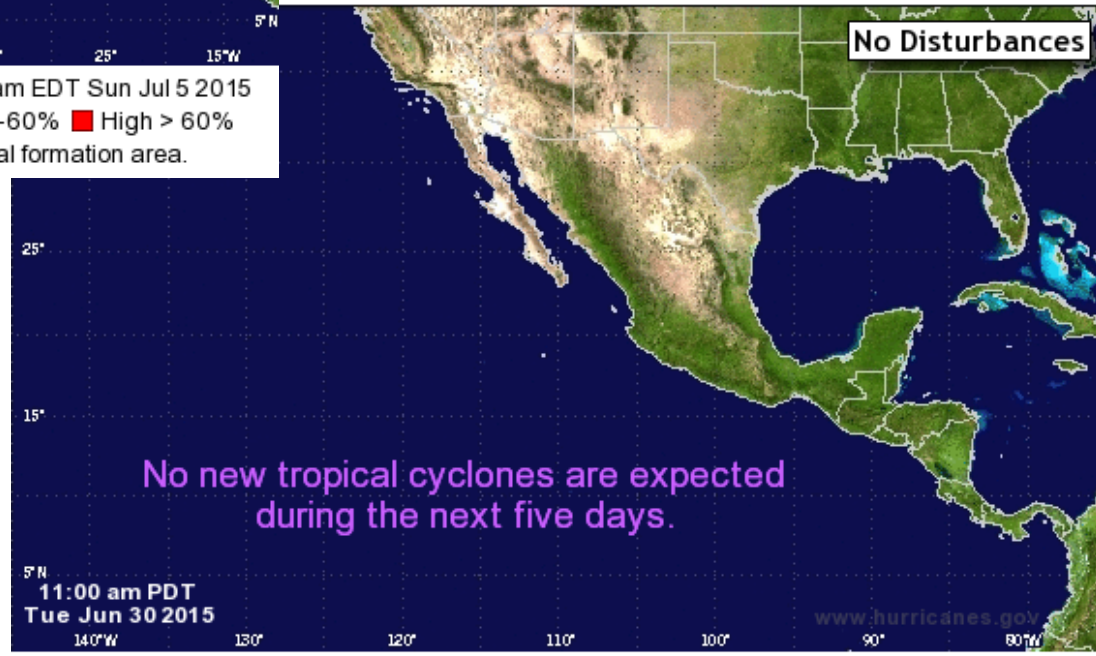 5°N
25°
15°W
No Disturbances
am EDT Sun Jul 5 2015
-60% High > 60%
al formation area.
25°
15°
No new tropical cyclones are expected
during the next five days.
5°N
11:00 am PDT
Tue Jun 30 2015
www.hurricanes.gov
140°W
130°
120°
110°
100°
90°
80°W